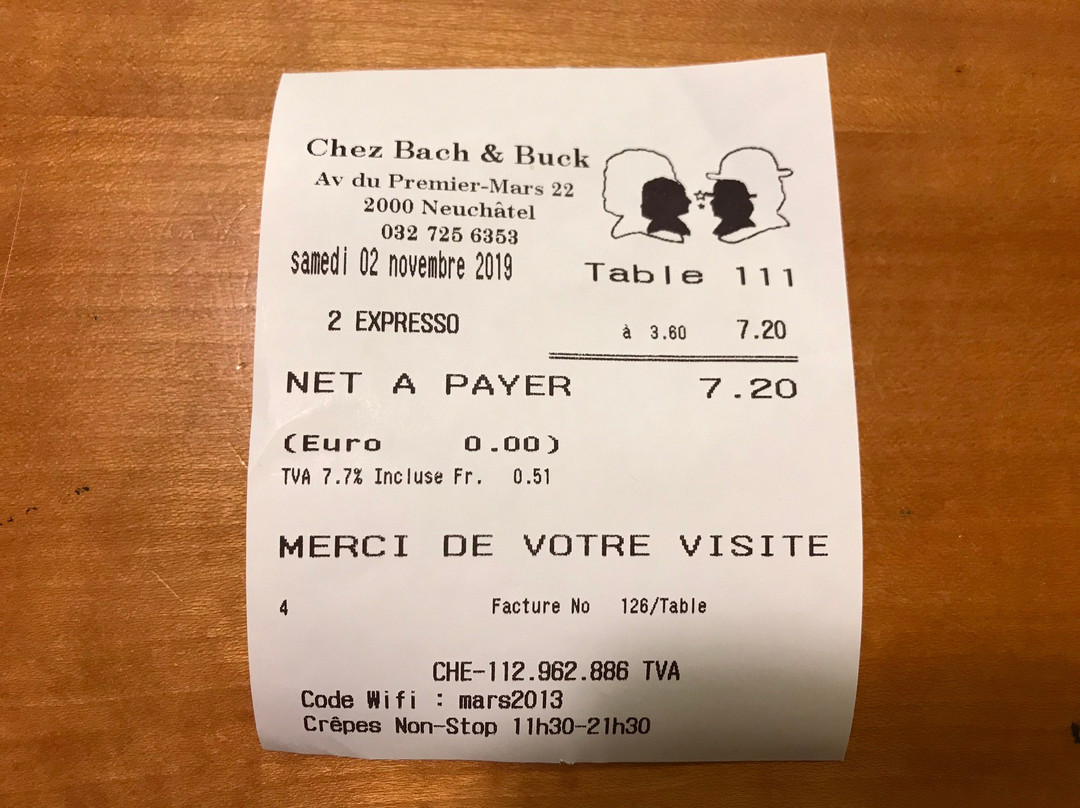 Chez Bach & Buck
Av du Premier-Mars 22
2000 Neuchâtel
032 725 6353
samedi 02 novembre 2019
Table 111
2 EXPRESSO à 3.60 7.20
NET A PAYER 7.20
(Euro 0.00)
TVA 7.7% Incluse Fr. 0.51
MERCI DE VOTRE VISITE
4 Facture No 126/Table
CHE-112.962.886 TVA
Code Wifi : mars2013
Crêpes Non-Stop 11h30-21h30